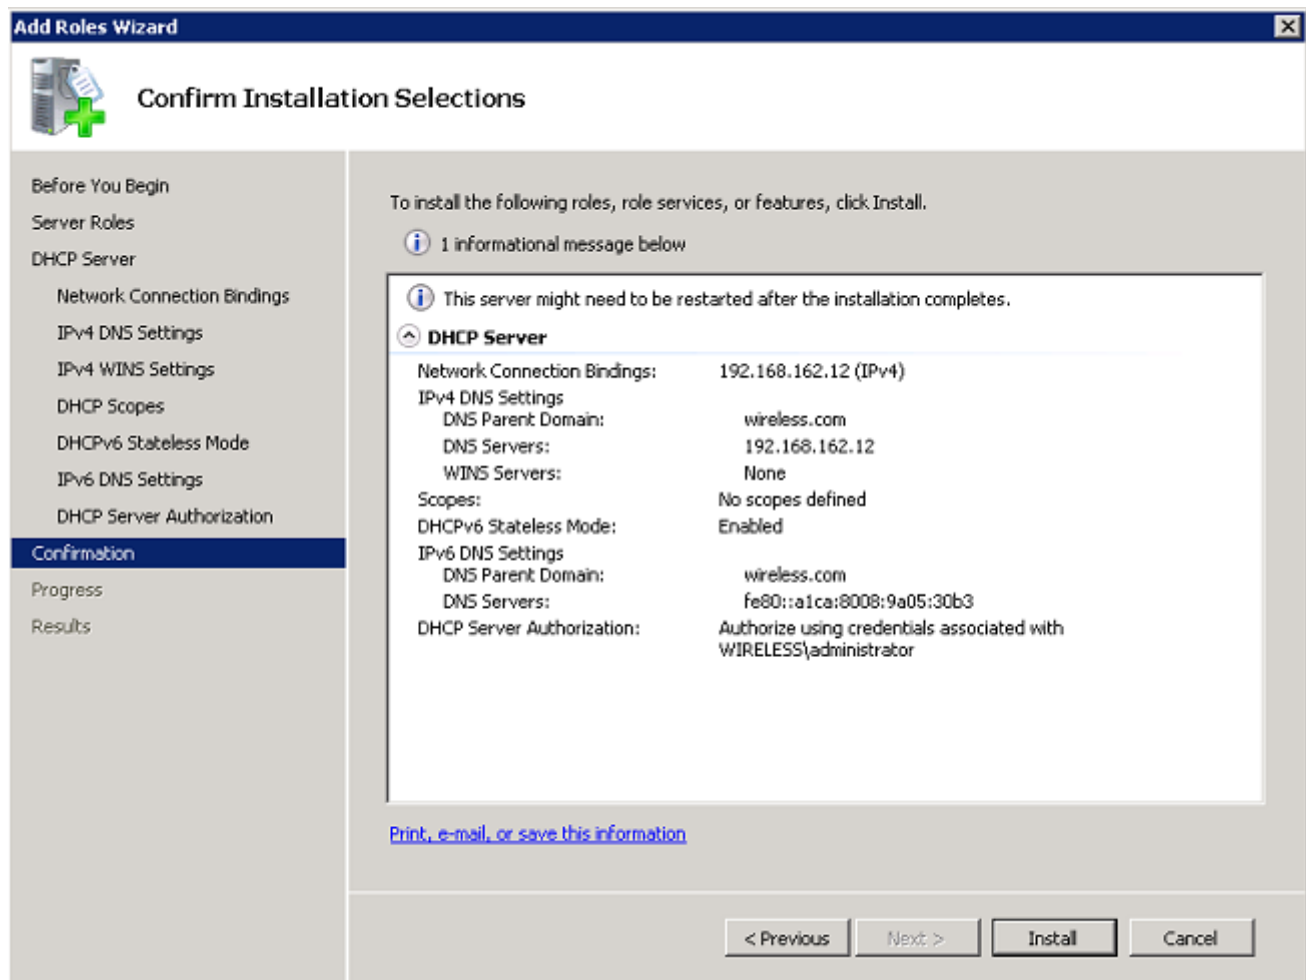 Add Roles Wizard
Confirm Installation Selections
Before You Begin
Server Roles
DHCP Server
Network Connection Bindings
IPv4 DNS Settings
IPv4 WINS Settings
DHCP Scopes
DHCPv6 Stateless Mode
IPv6 DNS Settings
DHCP Server Authorization
Confirmation
Progress
Results
To install the following roles, role services, or features, click Install.
1 informational message below
This server might need to be restarted after the installation completes.
DHCP Server
Network Connection Bindings: 192.168.162.12 (IPv4)
IPv4 DNS Settings
DNS Parent Domain: wireless.com
DNS Servers: 192.168.162.12
WINS Servers: None
Scopes: No scopes defined
DHCPv6 Stateless Mode: Enabled
IPv6 DNS Settings
DNS Parent Domain: wireless.com
DNS Servers: fe80::a1ca:8008:9a05:30b3
DHCP Server Authorization: Authorize using credentials associated with
WIRELESS\administrator
Print, e-mail, or save this information
< Previous Next > Install Cancel